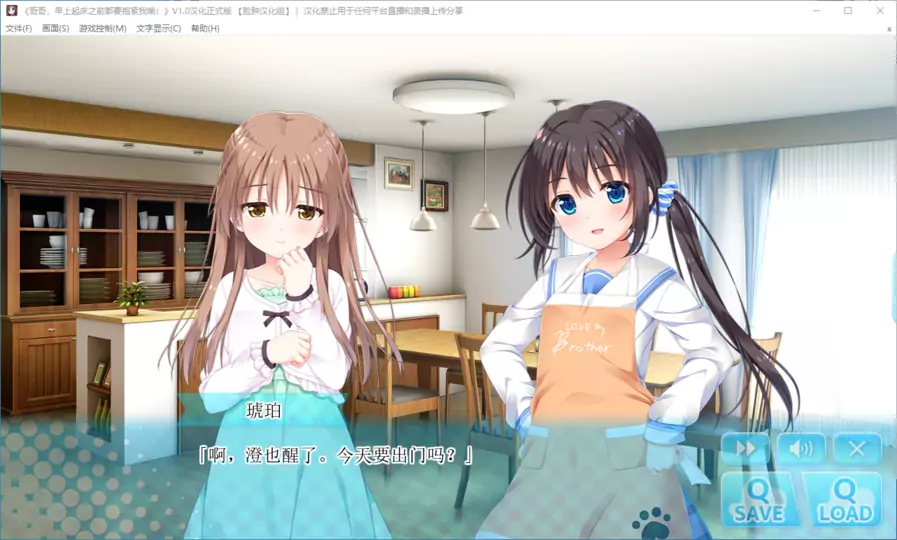 《哥哥，早上起床之前都要抱紧我哦！》V1.0汉化正式版 【脸肿汉化组】| 汉化禁止用于任何平台直播和录播上传分享
文件(F) 画面(S) 游戏控制(M) 文字显示(C) 帮助(H) x
LOVE my
Brother
琥珀
「啊，澄也醒了。今天要出门吗？」
Q SAVE Q LOAD